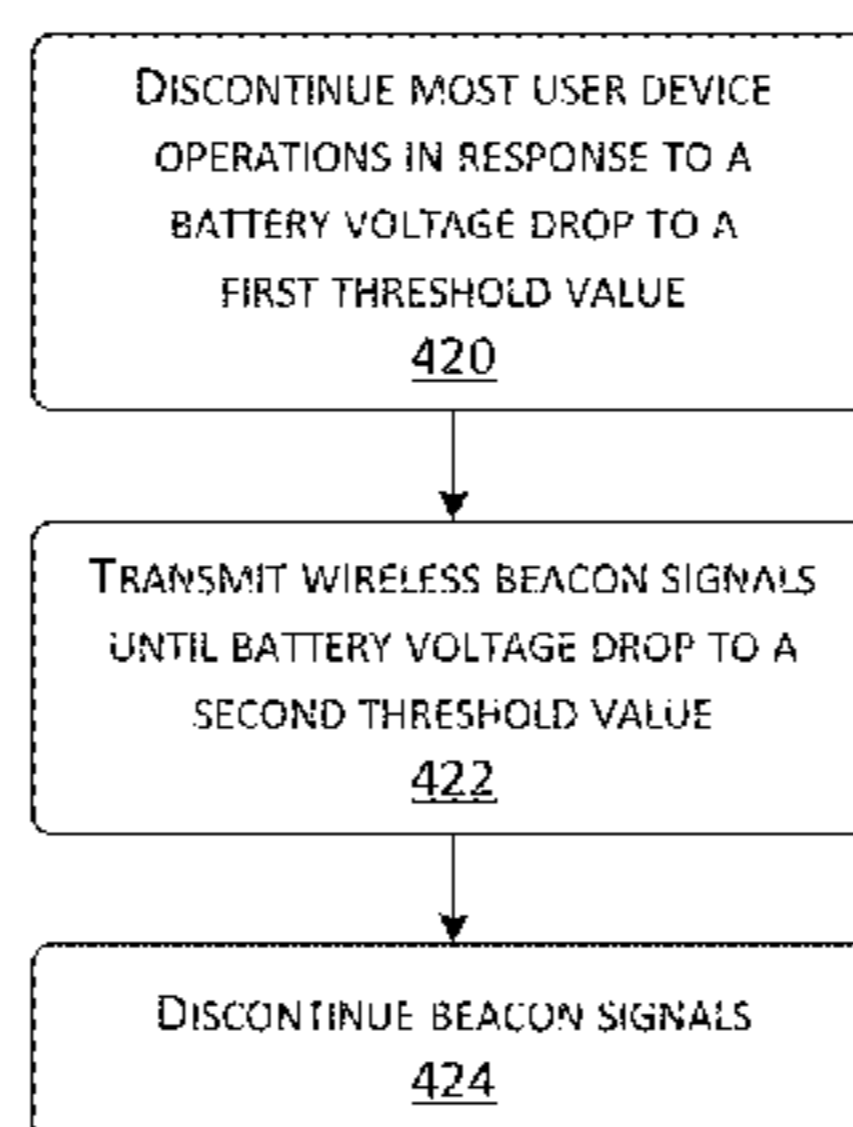 DISCONTINUE MOST USER DEVICE
OPERATIONS IN RESPONSE TO A
BATTERY VOLTAGE DROP TO A
FIRST THRESHOLD VALUE
420
TRANSMIT WIRELESS BEACON SIGNALS
UNTIL BATTERY VOLTAGE DROP TO A
SECOND THRESHOLD VALUE
422
DISCONTINUE BEACON SIGNALS
424